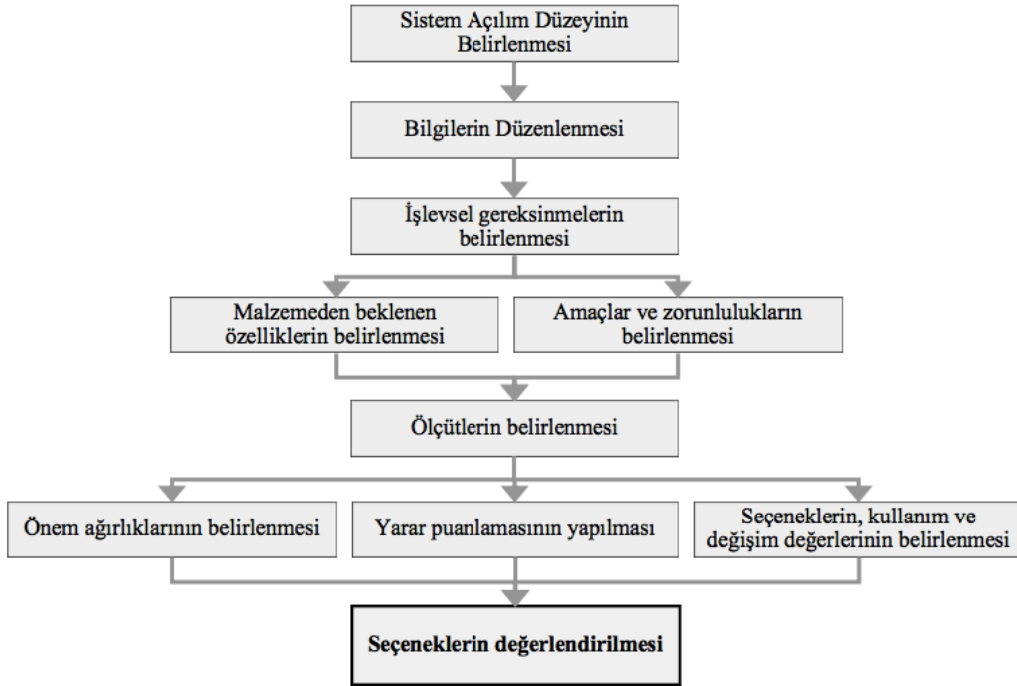 Sistem Açılım Düzeyinin
Belirlenmesi
Bilgilerin Düzenlenmesi
İşlevsel gereksinmelerin
belirlenmesi
Malzemeden beklenen
özelliklerin belirlenmesi
Amaçlar ve zorunlulukların
belirlenmesi
Ölçütlerin belirlenmesi
Önem ağırlıklarının belirlenmesi
Yarar puanlamasının yapılması
Seçeneklerin, kullanım ve
değişim değerlerinin belirlenmesi
Seçeneklerin değerlendirilmesi